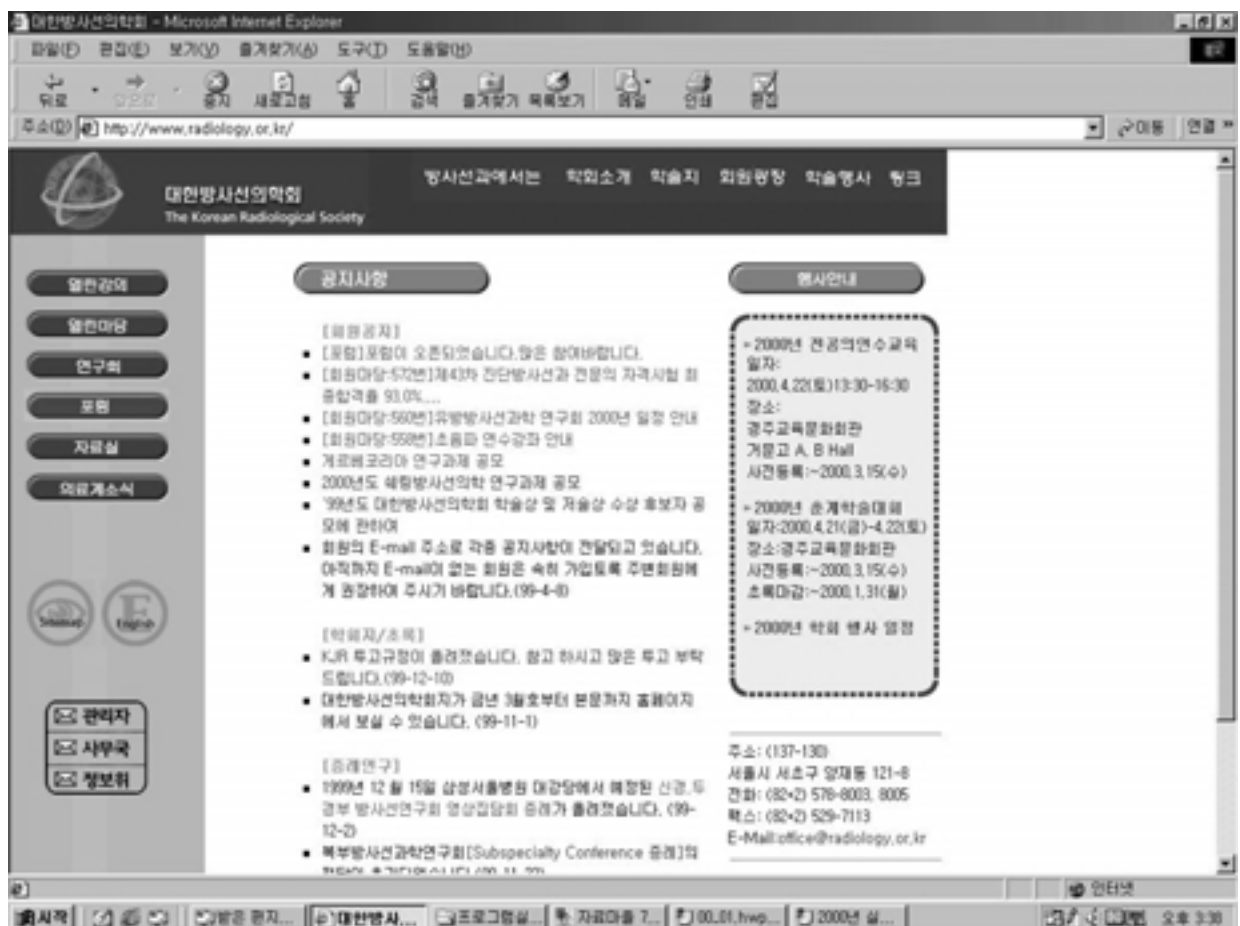 대한방사선의학회 - Microsoft Internet Explorer
파일(F) 편집(E) 보기(V) 즐겨찾기(A) 도구(T) 도움말(H)
뒤로 앞으로 중지 새로고침 홈 검색 즐겨찾기 목록보기 메일 인쇄 편집
주소(D) http://www.radiology.or.kr/ 이동 연결 »
대한방사선의학회
The Korean Radiological Society
방사선과에서는 학회소개 학술지 회원광장 학술행사 링크
열린강의
열린마당
연구회
포럼
자료실
의료계소식
Sitemap English
관리자
사무국
정보위
공지사항
[회원공지]
▪ [포럼]포럼이 오픈되었습니다.많은 참여바랍니다.
▪ [회원마당:572번]제43차 진단방사선과 전문의 자격시험 최
종합격률 93.0%....
▪ [회원마당:560번]유방방사선과학 연구회 2000년 일정 안내
▪ [회원마당:558번]초음파 연수강좌 안내
▪ 게르베코리아 연구과제 공모
▪ 2000년도 쉐링방사선의학 연구과제 공모
▪ '99년도 대한방사선의학회 학술상 및 저술상 수상 후보자 공
모에 관하여
▪ 회원의 E-mail 주소로 각종 공지사항이 전달되고 있습니다.
아직까지 E-mail이 없는 회원은 속히 가입토록 주변회원에
게 권장하여 주시기 바랍니다.(99-4-8)
[학회지/초록]
▪ KJR 투고규정이 올려졌습니다. 참고 하시고 많은 투고 부탁
드립니다.(99-12-10)
▪ 대한방사선의학회지가 금년 3월호부터 본문까지 홈페이지
에서 보실 수 있습니다. (99-11-1)
[증례연구]
▪ 1999년 12 월 15일 삼성서울병원 대강당에서 예정된 신경,두
경부 방사선연구회 영상집담회 증례가 올려졌습니다. (99-
12-2)
▪ 복부방사선과학연구회[Subspecialty Conference 증례]의
행사안내
2000년 전공의연수교육
일자:
2000.4.22(토)13:30-16:30
장소:
경주교육문화회관
거문고 A, B Hall
사전등록:~2000.3.15(수)
2000년 춘계학술대회
일자:2000.4.21(금)-4.22(토)
장소:경주교육문화회관
사전등록:~2000.3.15(수)
초록마감:~2000.1.31(월)
2000년 학회 행사 일정
주소: (137-130)
서울시 서초구 양재동 121-8
전화: (82+2) 578-8003, 8005
팩스: (82+2) 529-7113
E-Mail:office@radiology.or.kr
인터넷
시작 받은 편지... 대한방사... 프로그램실... 자료마을 7... 00_01.hwp... 2000년 실... 오후 3:38